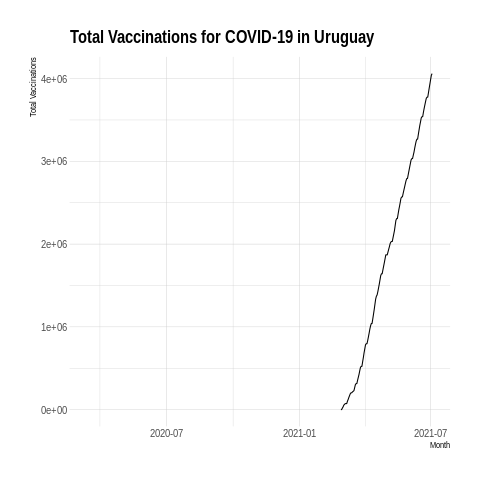 Total Vaccinations for COVID-19 in Uruguay
Total Vaccinations
4e+06
3e+06
2e+06
1e+06
0e+00
2020-07 2021-01 2021-07
Month